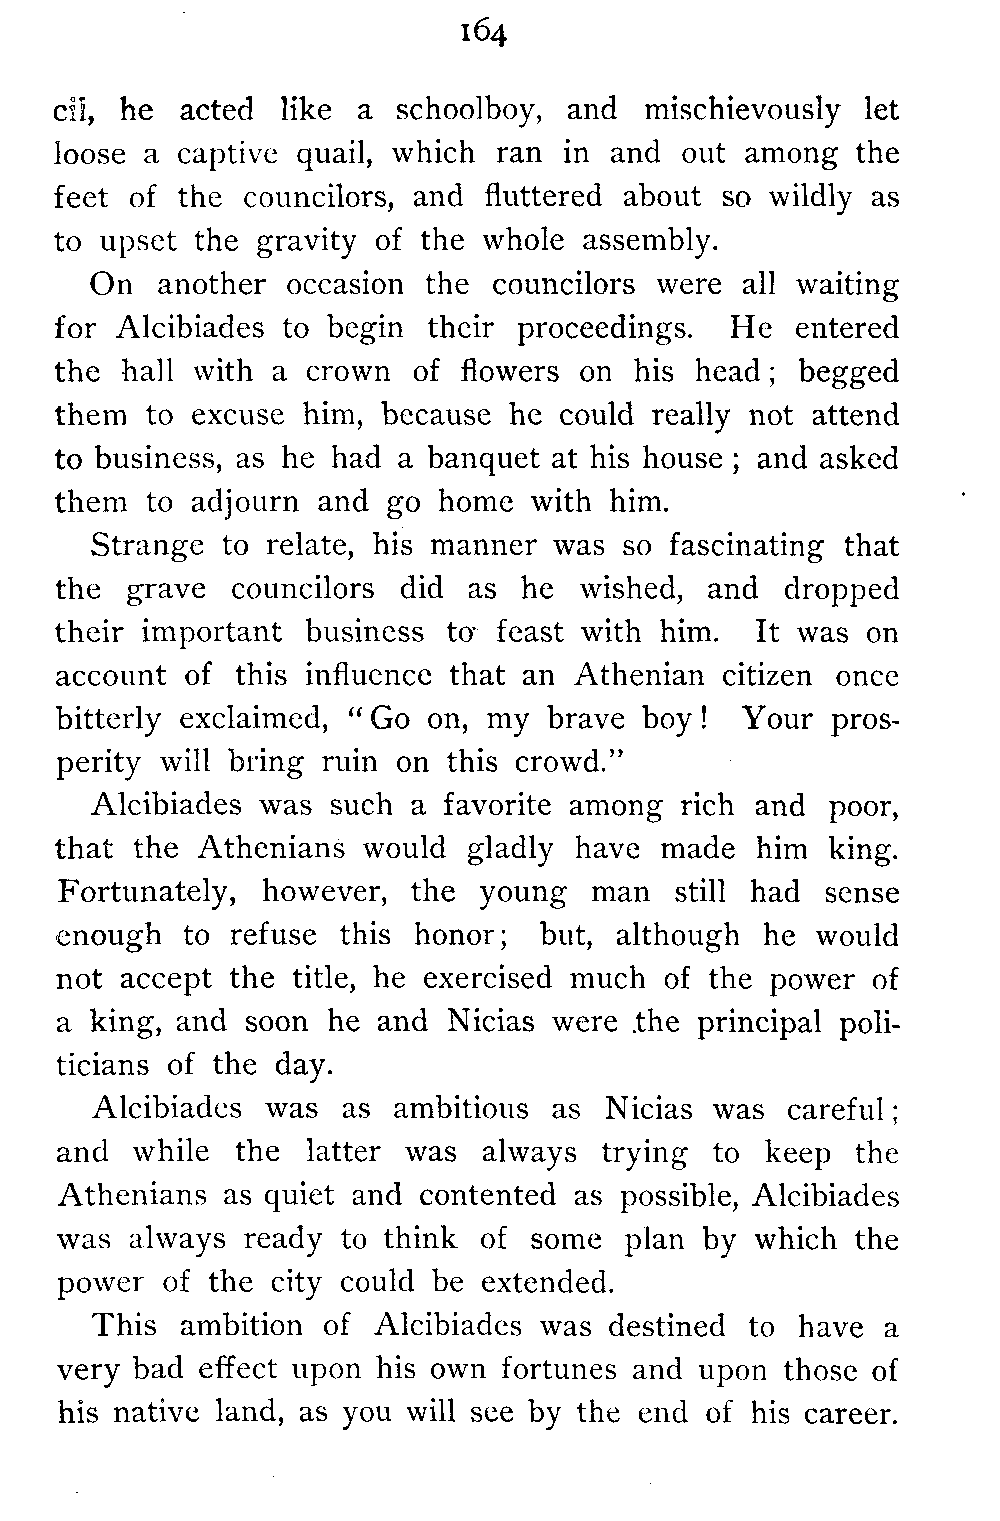 164
cil, he acted like a schoolboy, and mischievously let
loose a captive quail, which ran in and out among the
feet of the councilors, and fluttered about so wildly as
to upset the gravity of the whole assembly.
On another occasion the councilors were all waiting
for Alcibiades to begin their proceedings. He entered
the hall with a crown of flowers on his head; begged
them to excuse him, because he could really not attend
to business, as he had a banquet at his house; and asked
them to adjourn and go home with him.
Strange to relate, his manner was so fascinating that
the grave councilors did as he wished, and dropped
their important business to feast with him. It was on
account of this influence that an Athenian citizen once
bitterly exclaimed, “Go on, my brave boy! Your pros-
perity will bring ruin on this crowd.”
Alcibiades was such a favorite among rich and poor,
that the Athenians would gladly have made him king.
Fortunately, however, the young man still had sense
enough to refuse this honor; but, although he would
not accept the title, he exercised much of the power of
a king, and soon he and Nicias were the principal poli-
ticians of the day.
Alcibiades was as ambitious as Nicias was careful;
and while the latter was always trying to keep the
Athenians as quiet and contented as possible, Alcibiades
was always ready to think of some plan by which the
power of the city could be extended.
This ambition of Alcibiades was destined to have a
very bad effect upon his own fortunes and upon those of
his native land, as you will see by the end of his career.